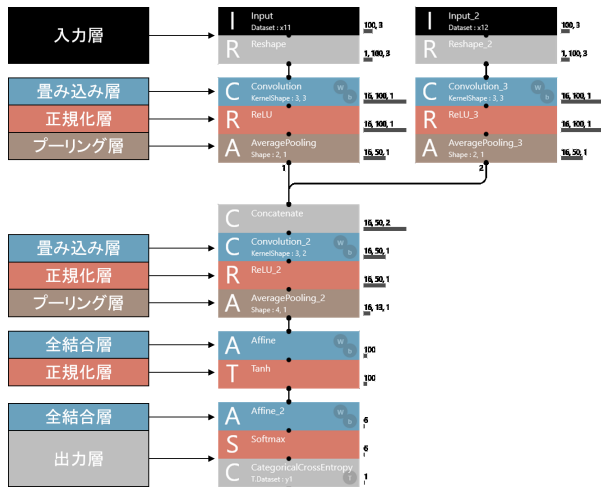 入力層
I Input
Dataset : x11
100, 3
R Reshape
1, 100, 3
I Input_2
Dataset : x12
100, 3
R Reshape_2
1, 100, 3
畳み込み層
C Convolution
KernelShape : 3, 3
W
b
16, 100, 1
C Convolution_3
KernelShape : 3, 3
W
b
16, 100, 1
正規化層
R ReLU
16, 100, 1
R ReLU_3
16, 100, 1
プーリング層
A AveragePooling
Shape : 2, 1
16, 50, 1
A AveragePooling_3
Shape : 2, 1
16, 50, 1
1
2
C Concatenate
16, 50, 2
畳み込み層
C Convolution_2
KernelShape : 3, 2
W
b
16, 50, 1
正規化層
R ReLU_2
16, 50, 1
プーリング層
A AveragePooling_2
Shape : 4, 1
16, 13, 1
全結合層
A Affine
W
b
100
正規化層
T Tanh
100
全結合層
A Affine_2
W
b
6
出力層
S Softmax
6
C CategoricalCrossEntropy
T.Dataset : y1
T
1